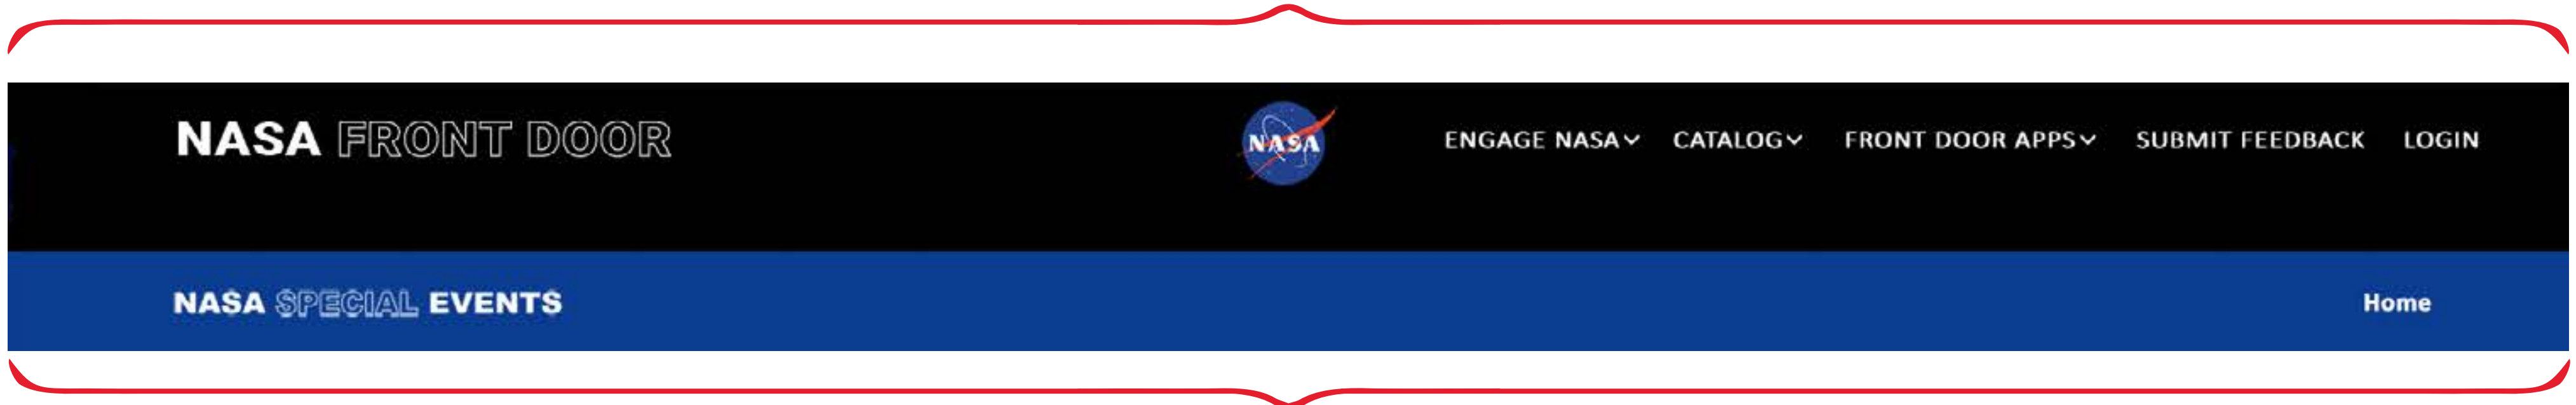 NASA FRONT DOOR
NASA
ENGAGE NASA CATALOG FRONT DOOR APPS SUBMIT FEEDBACK LOGIN
NASA SPECIAL EVENTS
Home